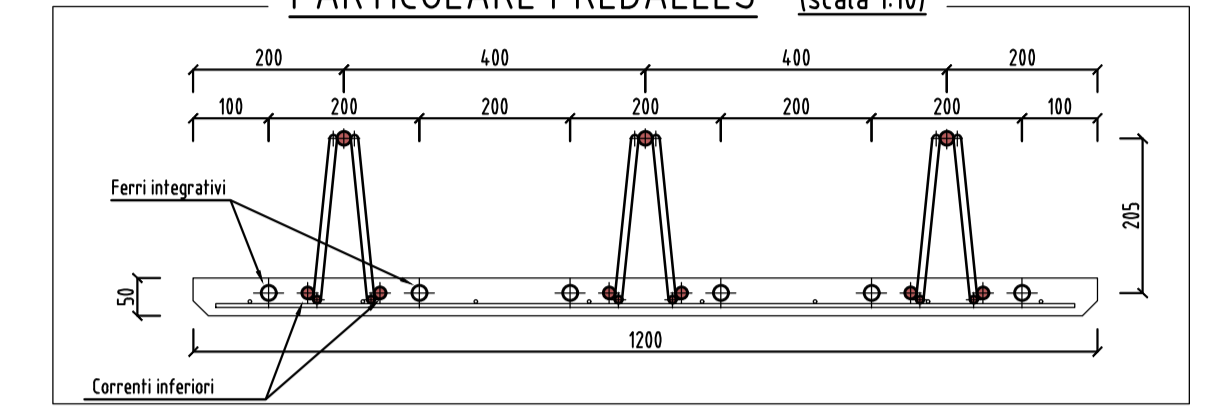 PARTICOLARE PREDALLES (scala 1:10)
200 400 400 200
100 200 200 200 200 200 100
Ferri integrativi
205
50
1200
Correnti inferiori